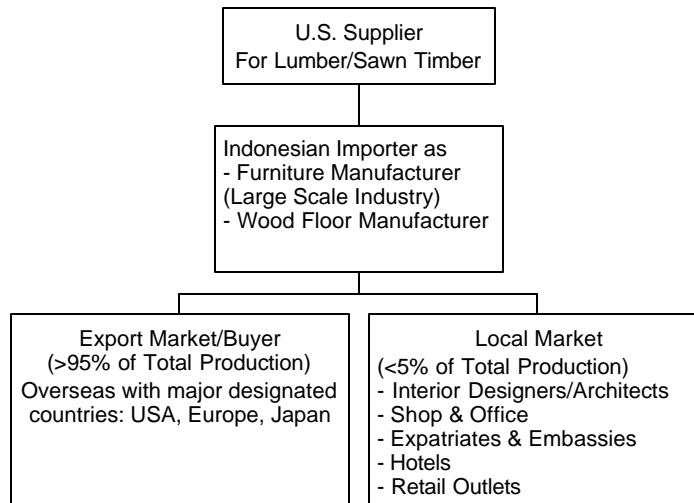 U.S. Supplier
For Lumber/Sawn Timber
Indonesian Importer as
- Furniture Manufacturer
(Large Scale Industry)
- Wood Floor Manufacturer
Export Market/Buyer
(>95% of Total Production)
Overseas with major designated
countries: USA, Europe, Japan
Local Market
(<5% of Total Production)
- Interior Designers/Architects
- Shop & Office
- Expatriates & Embassies
- Hotels
- Retail Outlets